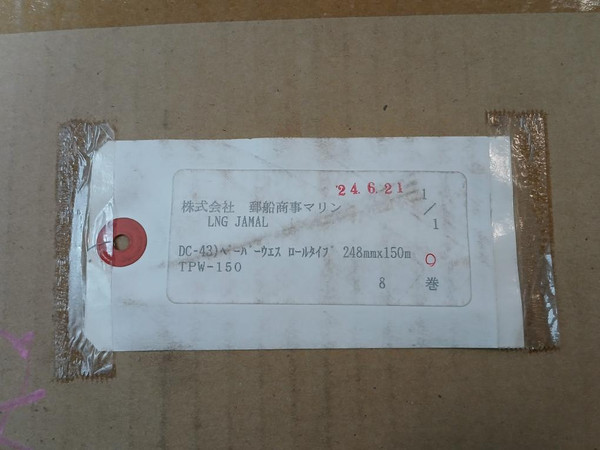 '24.6.21
1/1
株式会社 郵船商事マリン
LNG JAMAL
DC-43)ﾍﾟｰﾊﾟｰｳｴｽ ﾛｰﾙﾀｲﾌﾟ 248mmx150m
TPW-150
8 巻